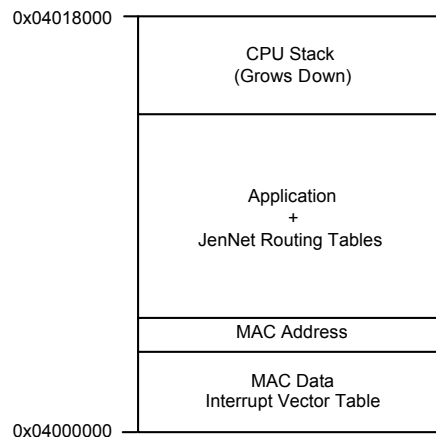 0x04018000
CPU Stack
(Grows Down)
Application
+
JenNet Routing Tables
MAC Address
MAC Data
Interrupt Vector Table
0x04000000